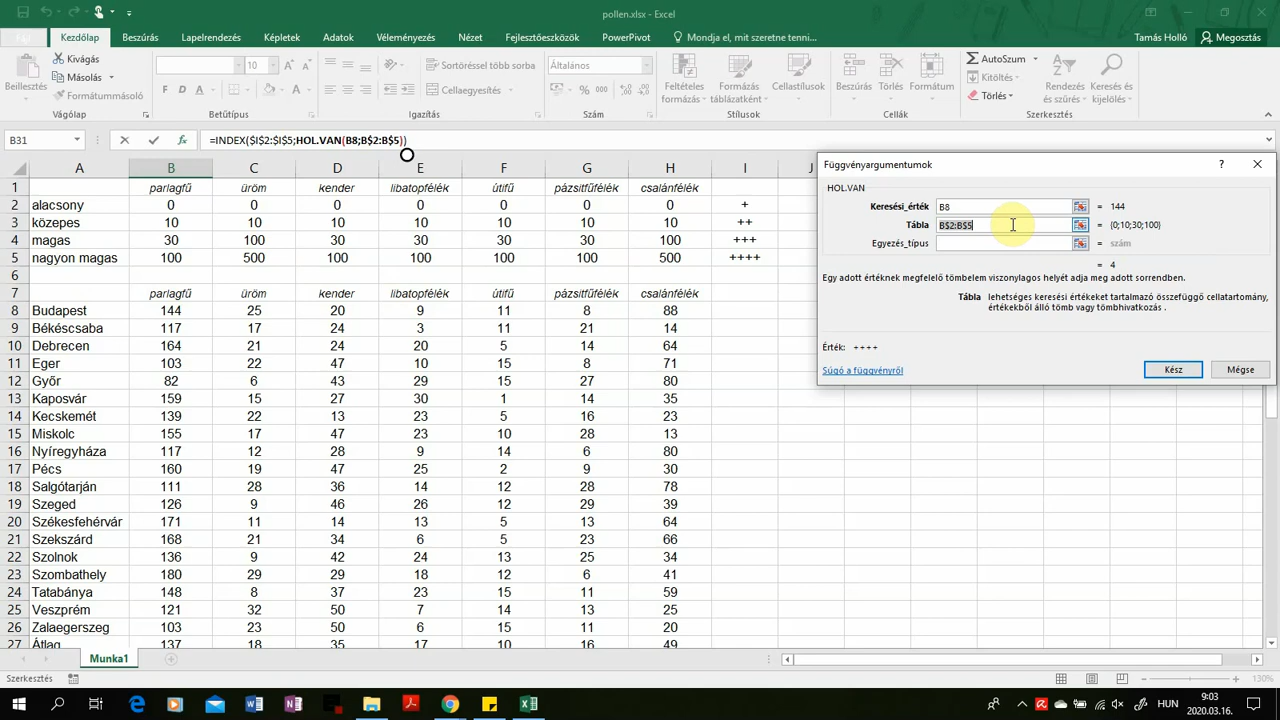 pollen.xlsx - Excel
Kezdőlap Beszúrás Lapelrendezés Képletek Adatok Véleményezés Nézet Fejlesztőeszközök PowerPivot Mondja el, mit szeretne tenni... Tamás Holló Megosztás
Beillesztés Kivágás Másolás Formátummásoló
10
F D A
Sortöréssel több sorba
Cellaegyesítés
Általános
% 000
Feltételes formázás Formázás táblázatként Cellastílusok
Beszúrás Törlés Formátum
AutoSzum Kitöltés Törlés
Rendezés és szűrés Keresés és kijelölés
Vágólap Betűtípus Igazítás Szám Stílusok Cellák Szerkesztés
B31 fx =INDEX($I$2:$I$5;HOL.VAN(B8;B$2:B$5))
A B C D E F G H I J
1 parlagfű üröm kender libatopfélék útifű pázsitfűfélék csalánfélék
2 alacsony 0 0 0 0 0 0 0 +
3 közepes 10 10 10 10 10 10 10 ++
4 magas 30 100 30 30 30 30 100 +++
5 nagyon magas 100 500 100 100 100 100 500 ++++
6
7 parlagfű üröm kender libatopfélék útifű pázsitfűfélék csalánfélék
8 Budapest 144 25 20 9 11 8 88
9 Békéscsaba 117 17 24 3 11 21 14
10 Debrecen 164 21 24 20 5 14 64
11 Eger 103 22 47 10 15 8 71
12 Győr 82 6 43 29 15 27 80
13 Kaposvár 159 15 27 30 1 14 35
14 Kecskemét 139 22 13 23 5 16 23
15 Miskolc 155 17 47 23 10 28 13
16 Nyíregyháza 117 12 28 9 14 6 80
17 Pécs 160 19 47 25 2 9 30
18 Salgótarján 111 28 36 14 12 28 78
19 Szeged 126 9 46 26 12 29 28
20 Székesfehérvár 171 11 14 13 5 13 64
21 Szekszárd 168 21 34 6 5 23 66
22 Szolnok 136 9 42 24 13 25 34
23 Szombathely 180 29 29 18 12 6 41
24 Tatabánya 148 8 37 23 15 11 59
25 Veszprém 121 32 50 7 14 13 25
26 Zalaegerszeg 103 23 50 6 15 11 20
27 Átlag 137 18 35 17 10 16 49
Függvényargumentumok ?
HOL.VAN
Keresési_érték B8 = 144
Tábla B$2:B$5 = {0;10;30;100}
Egyezés_típus = szám
= 4
Egy adott értéknek megfelelő tömbelem viszonylagos helyét adja meg adott sorrendben.
Tábla lehetséges keresési értékeket tartalmazó összefüggő cellatartomány,
értékekből álló tömb vagy tömbhivatkozás .
Érték: ++++
Súgó a függvényről Kész Mégse
Munka1
Szerkesztés 130%
HUN 9:03
2020.03.16.